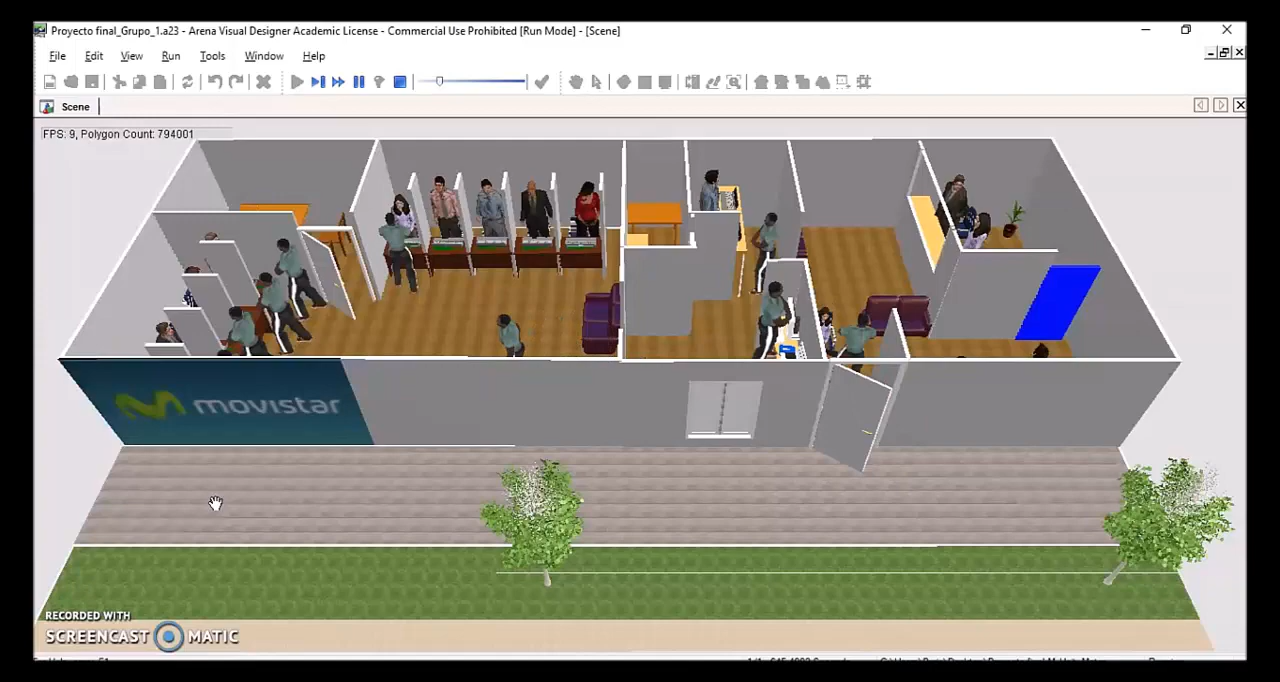 Proyecto final_Grupo_1.a23 - Arena Visual Designer Academic License - Commercial Use Prohibited [Run Mode] - [Scene]
File Edit View Run Tools Window Help
Scene
FPS: 9, Polygon Count: 794001
movistar
RECORDED WITH
SCREENCAST MATIC